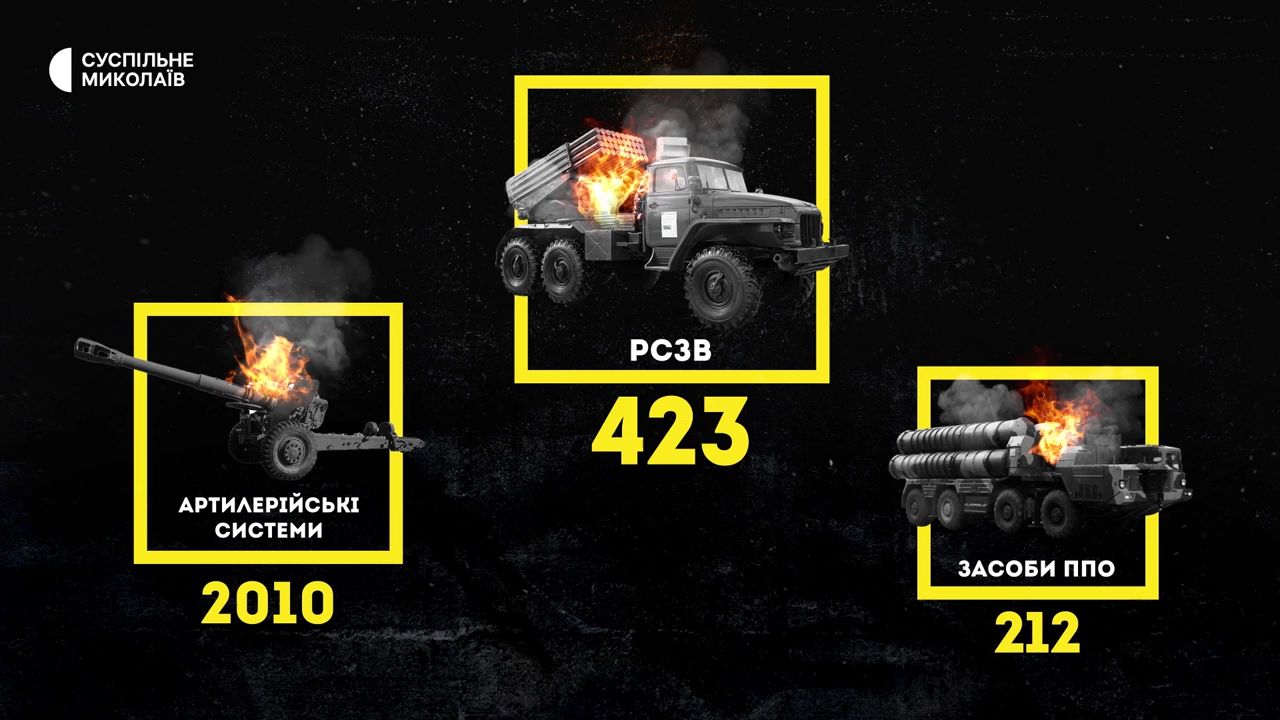 СУСПІЛЬНЕ
МИКОЛАЇВ
РСЗВ
423
АРТИЛЕРІЙСЬКІ
СИСТЕМИ
2010
ЗАСОБИ ППО
212